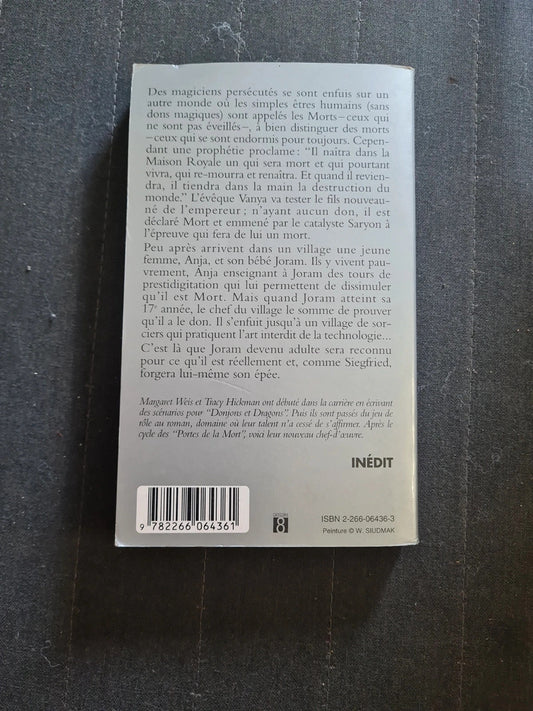 Des magiciens persécutés se sont enfuis sur un
autre monde où les simples êtres humains (sans
dons magiques) sont appelés les Morts – ceux qui
ne sont pas éveillés –, à bien distinguer des morts
– ceux qui se sont endormis pour toujours. Cepen-
dant une prophétie proclame : “Il naîtra dans la
Maison Royale un qui sera mort et qui pourtant
vivra, qui re-mourra et renaîtra. Et quand il revien-
dra, il tiendra dans la main la destruction du
monde.” L'évêque Vanya va tester le fils nouveau-
né de l'empereur ; n'ayant aucun don, il est
déclaré Mort et emmené par le catalyste Saryon à
l'épreuve qui fera de lui un mort.
Peu après arrivent dans un village une jeune
femme, Anja, et son bébé Joram. Ils y vivent pau-
vrement, Anja enseignant à Joram des tours de
prestidigitation qui lui permettent de dissimuler
qu'il est Mort. Mais quand Joram atteint sa
17e année, le chef du village le somme de prouver
qu'il a le don. Il s'enfuit jusqu'à un village de sor-
ciers qui pratiquent l'art interdit de la technologie...
C'est là que Joram devenu adulte sera reconnu
pour ce qu'il est réellement et, comme Siegfried,
forgera lui-même son épée.
Margaret Weis et Tracy Hickman ont débuté dans la carrière en écrivant
des scénarios pour “Donjons et Dragons”. Puis ils sont passés du jeu de
rôle au roman, domaine où leur talent n'a cessé de s'affirmer. Après le
cycle des “Portes de la Mort”, voici leur nouveau chef-d'œuvre.
INÉDIT
9 782266 064361
8
ISBN 2-266-06436-3
Peinture © W. SIUDMAK